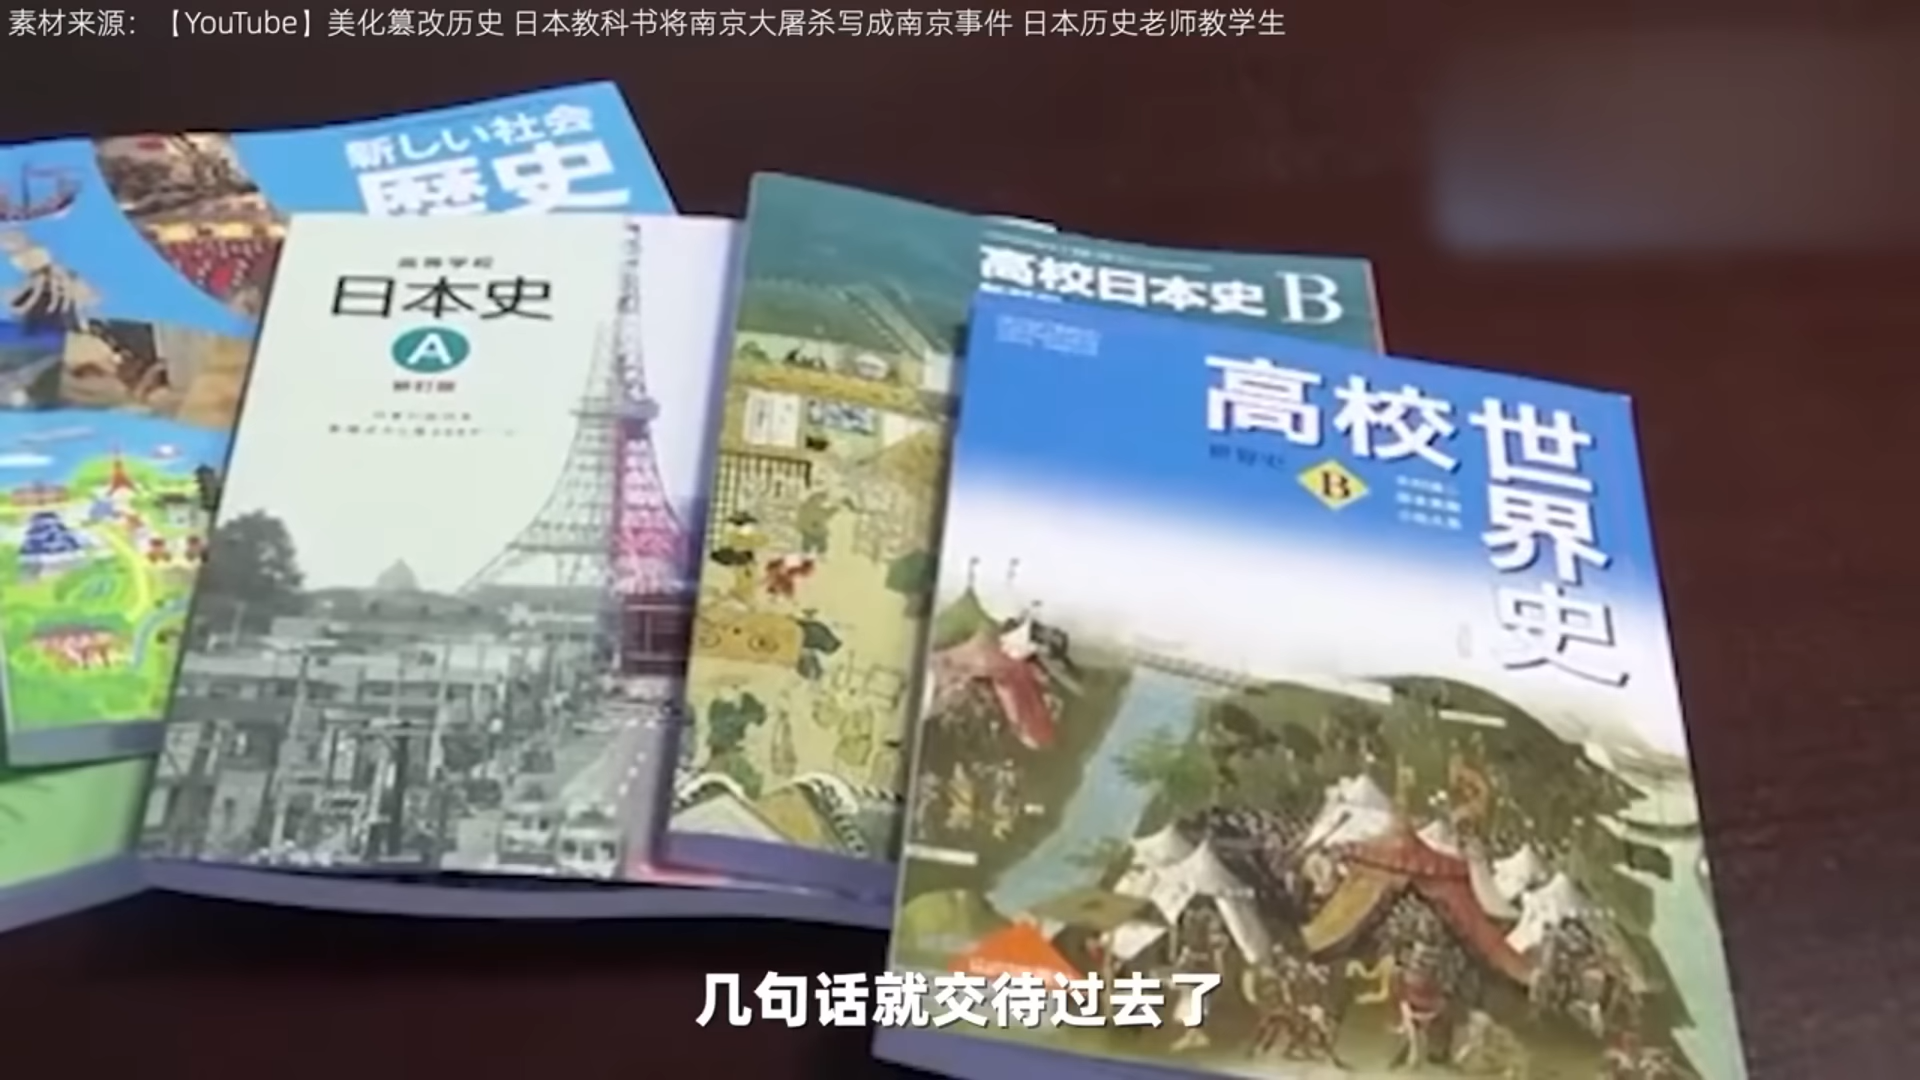 素材来源：【YouTube】美化篡改历史 日本教科书将南京大屠杀写成南京事件 日本历史老师教学生
新しい社会
歴史
高等学校
日本史
A
新訂版
高校日本史 B
高校
世界史
B
几句话就交待过去了